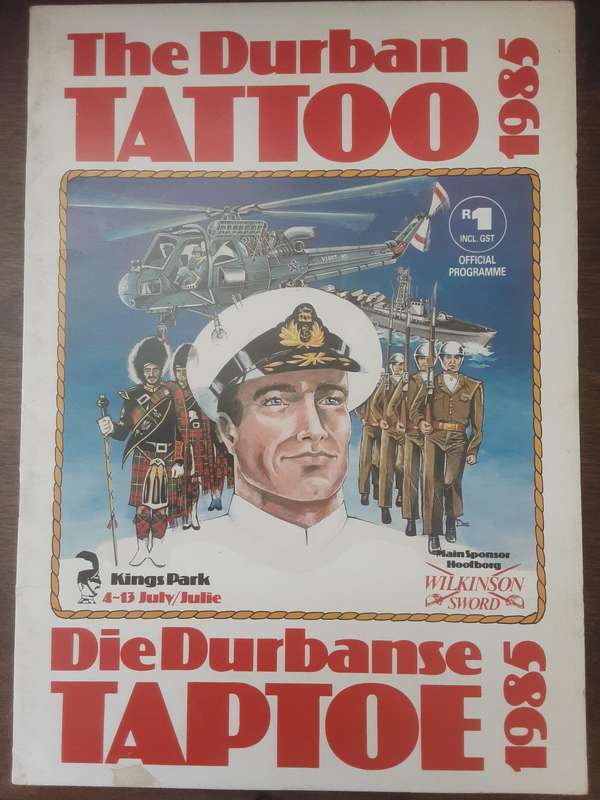 The Durban
TATTOO
1985
R1
INCL. GST
OFFICIAL
PROGRAMME
Kings Park
4-13 July/Julie
Main Sponsor
Hoofborg
WILKINSON
SWORD
Die Durbanse
TAPTOE
1985